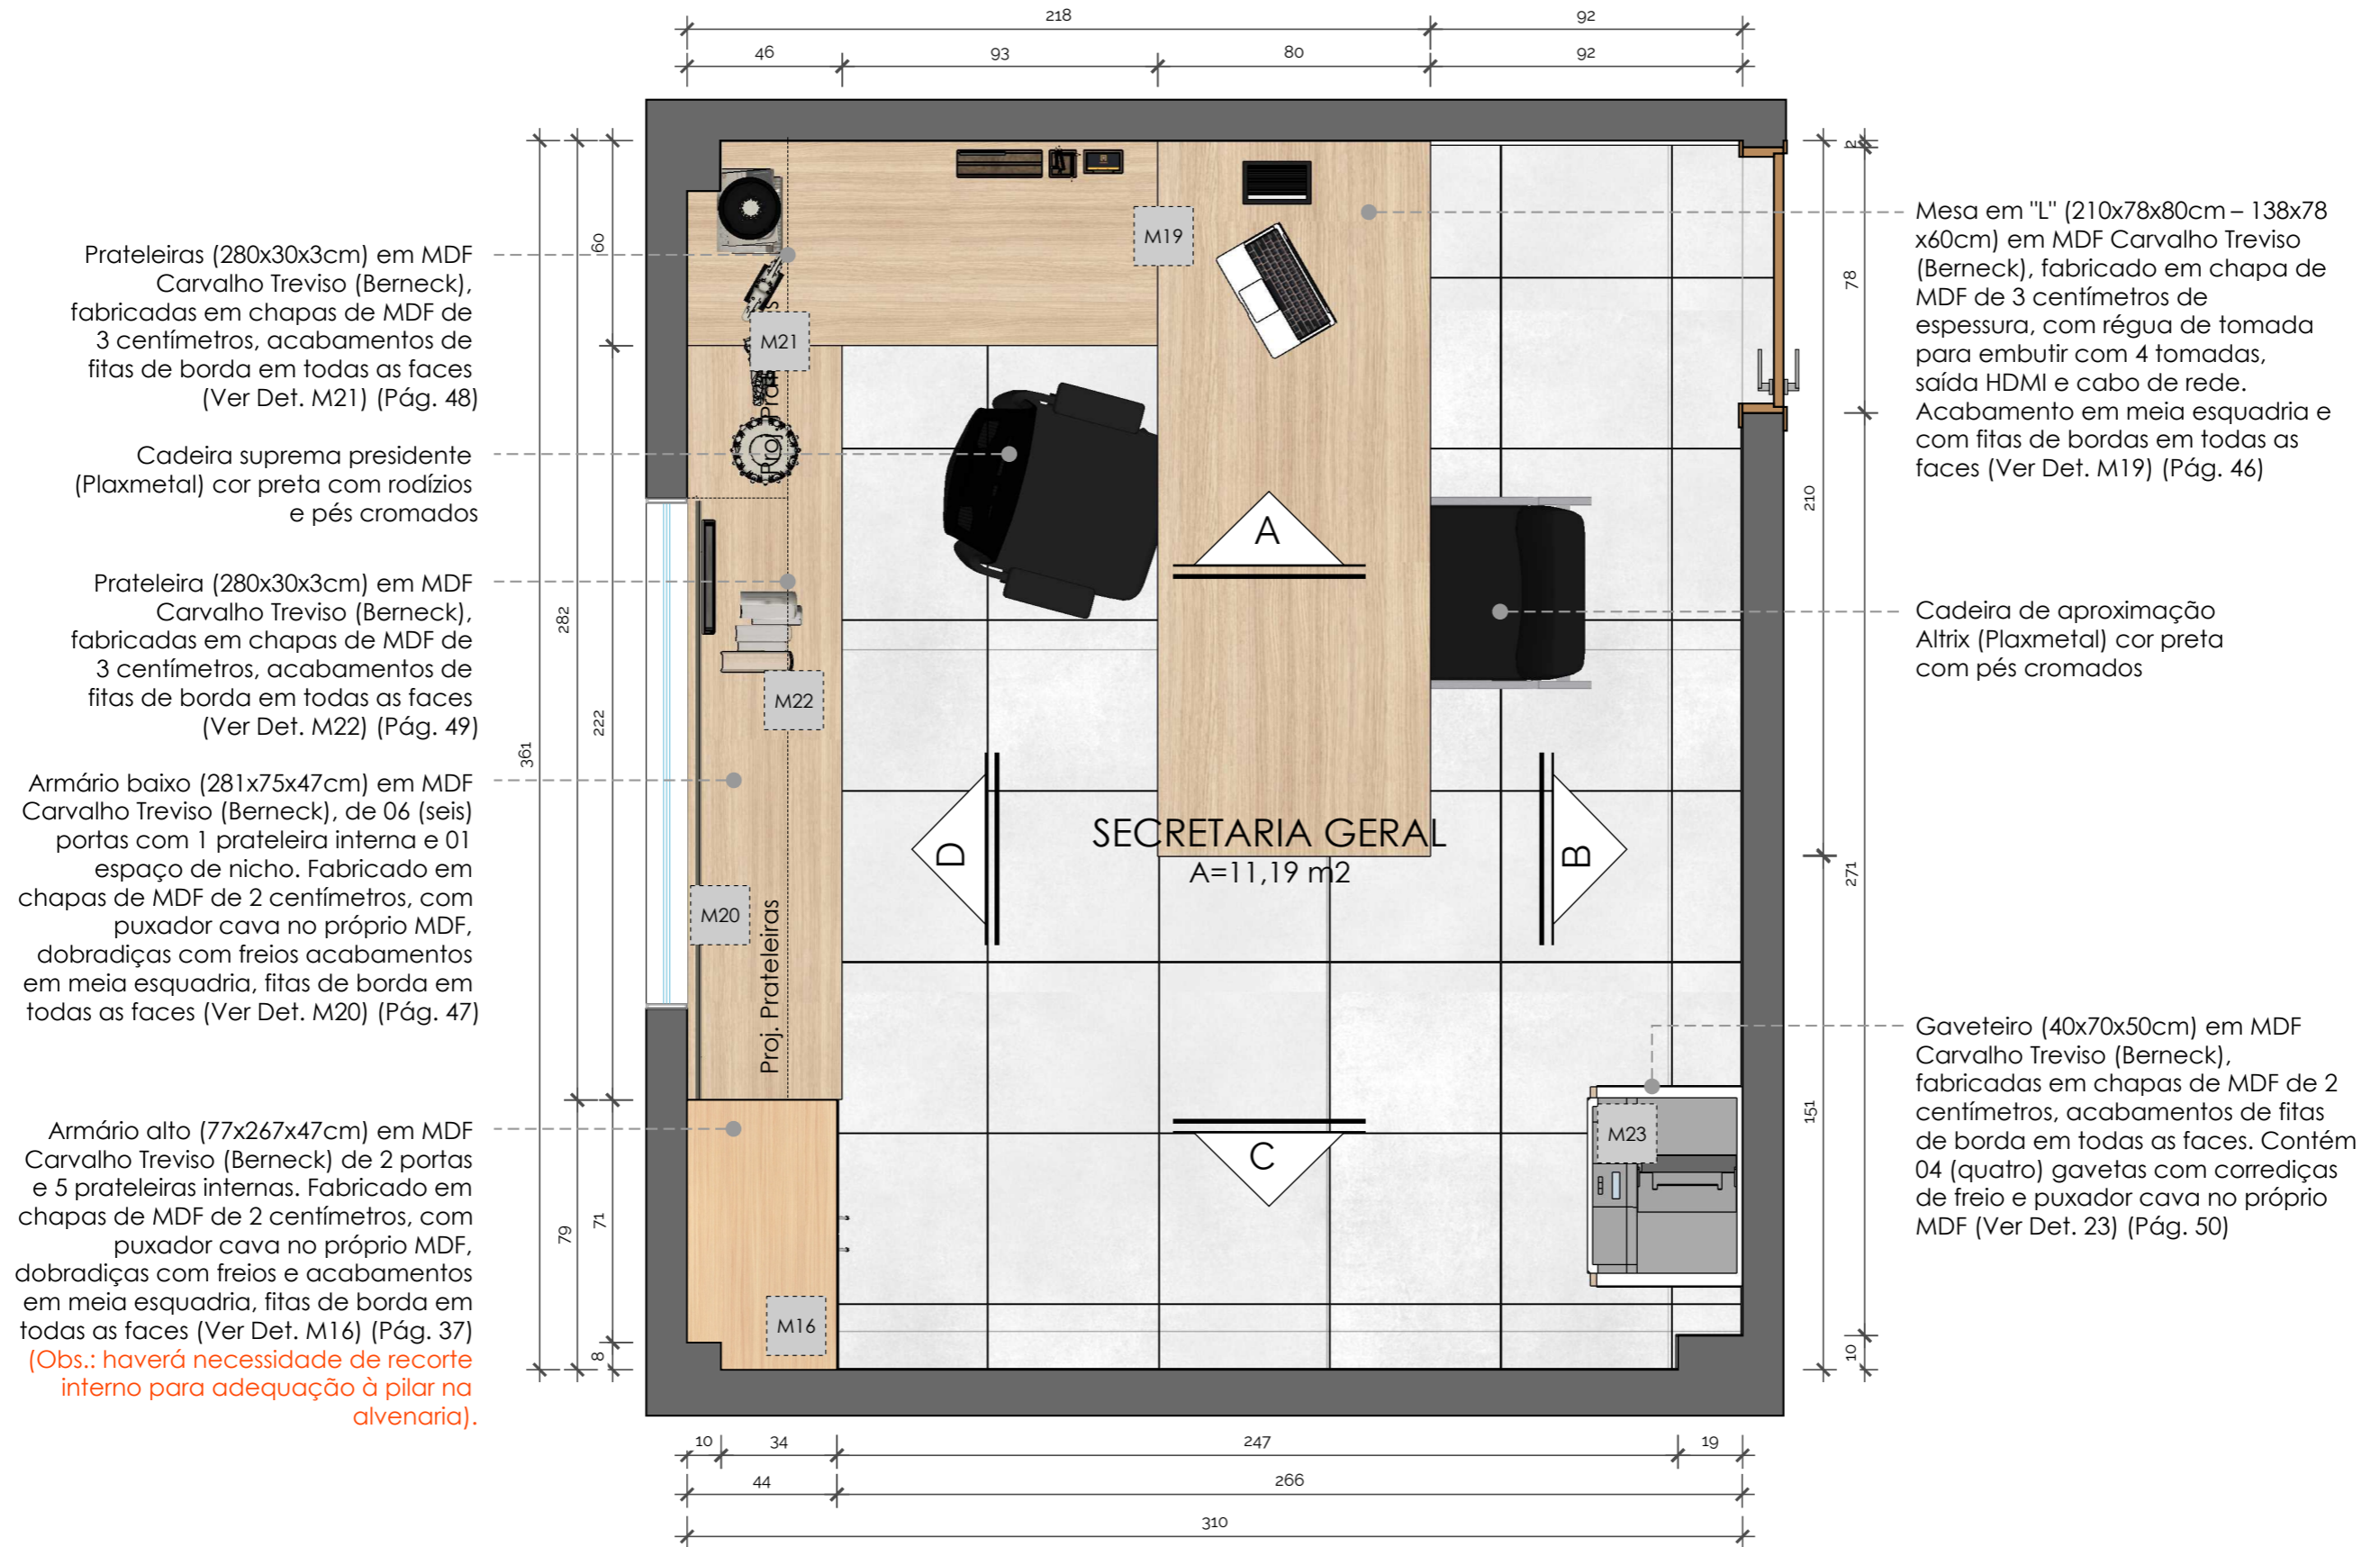 218
92
46
93
80
92
Prateleiras (280x30x3cm) em MDF
Carvalho Treviso (Berneck),
fabricadas em chapas de MDF de
3 centímetros, acabamentos de
fitas de borda em todas as faces
(Ver Det. M21) (Pág. 48)
Cadeira suprema presidente
(Plaxmetal) cor preta com rodízios
e pés cromados
Prateleira (280x30x3cm) em MDF
Carvalho Treviso (Berneck),
fabricadas em chapas de MDF de
3 centímetros, acabamentos de
fitas de borda em todas as faces
(Ver Det. M22) (Pág. 49)
Armário baixo (281x75x47cm) em MDF
Carvalho Treviso (Berneck), de 06 (seis)
portas com 1 prateleira interna e 01
espaço de nicho. Fabricado em
chapas de MDF de 2 centímetros, com
puxador cava no próprio MDF,
dobradiças com freios acabamentos
em meia esquadria, fitas de borda em
todas as faces (Ver Det. M20) (Pág. 47)
Armário alto (77x267x47cm) em MDF
Carvalho Treviso (Berneck) de 2 portas
e 5 prateleiras internas. Fabricado em
chapas de MDF de 2 centímetros, com
puxador cava no próprio MDF,
dobradiças com freios e acabamentos
em meia esquadria, fitas de borda em
todas as faces (Ver Det. M16) (Pág. 37)
(Obs.: haverá necessidade de recorte
interno para adequação à pilar na
alvenaria).
361
282
79
60
222
71
8
M19
M21
M22
M20
M16
M23
Proj.
Proj. Prateleiras
A
B
C
D
SECRETARIA GERAL
A=11,19 m2
2
78
210
271
151
10
Mesa em "L" (210x78x80cm – 138x78
x60cm) em MDF Carvalho Treviso
(Berneck), fabricado em chapa de
MDF de 3 centímetros de
espessura, com régua de tomada
para embutir com 4 tomadas,
saída HDMI e cabo de rede.
Acabamento em meia esquadria e
com fitas de bordas em todas as
faces (Ver Det. M19) (Pág. 46)
Cadeira de aproximação
Altrix (Plaxmetal) cor preta
com pés cromados
Gaveteiro (40x70x50cm) em MDF
Carvalho Treviso (Berneck),
fabricadas em chapas de MDF de 2
centímetros, acabamentos de fitas
de borda em todas as faces. Contém
04 (quatro) gavetas com corrediças
de freio e puxador cava no próprio
MDF (Ver Det. 23) (Pág. 50)
10
34
247
19
44
266
310